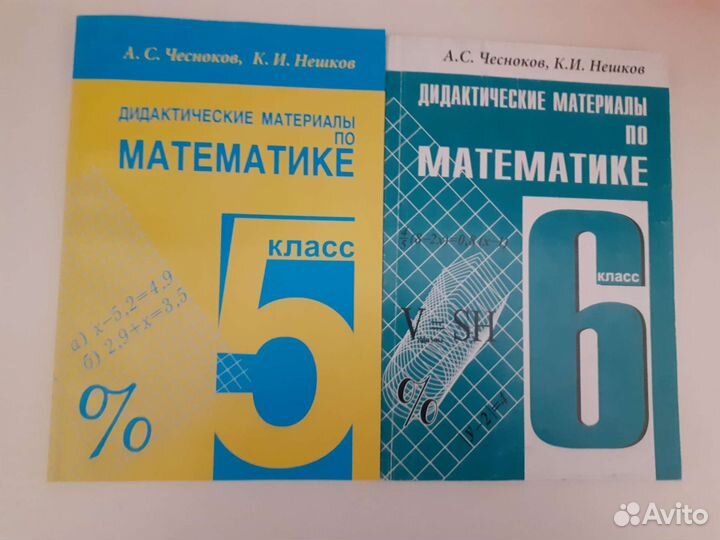 А. С. Чесноков, К. И. Нешков
ДИДАКТИЧЕСКИЕ МАТЕРИАЛЫ
ПО
МАТЕМАТИКЕ
5
класс
а) x−5,2=4,9
б) 2,9+x=3,5
%
А.С. Чесноков, К.И. Нешков
ДИДАКТИЧЕСКИЕ МАТЕРИАЛЫ
ПО
МАТЕМАТИКЕ
6
класс
V = SH
%
Avito